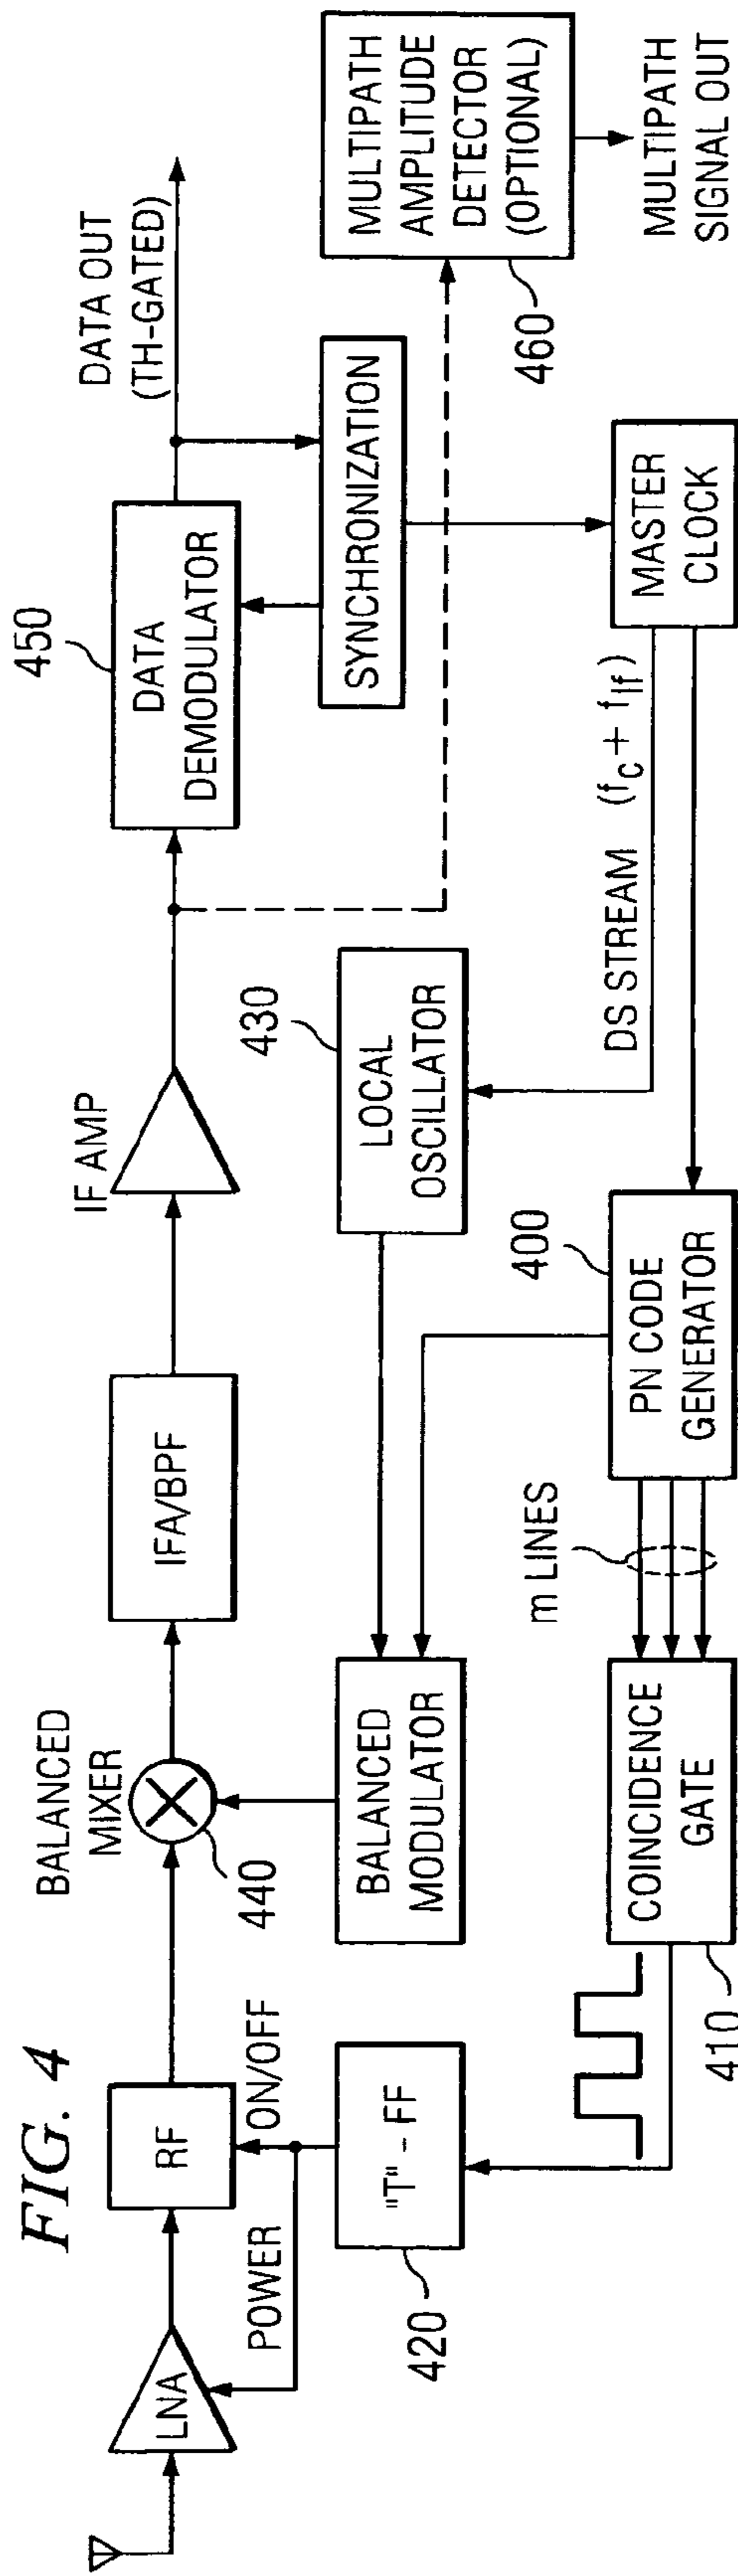 FIG. 4
LNA
RF
POWER
ON/OFF
"T" - FF
420
BALANCED
MIXER
440
IFA/BPF
IF AMP
450
DATA
DEMODULATOR
DATA OUT
(TH-GATED)
SYNCHRONIZATION
MULTIPATH
AMPLITUDE
DETECTOR
(OPTIONAL)
460
MULTIPATH
SIGNAL OUT
BALANCED
MODULATOR
430
LOCAL
OSCILLATOR
DS STREAM (fc + fIf)
MASTER
CLOCK
400
PN CODE
GENERATOR
m LINES
COINCIDENCE
GATE
410